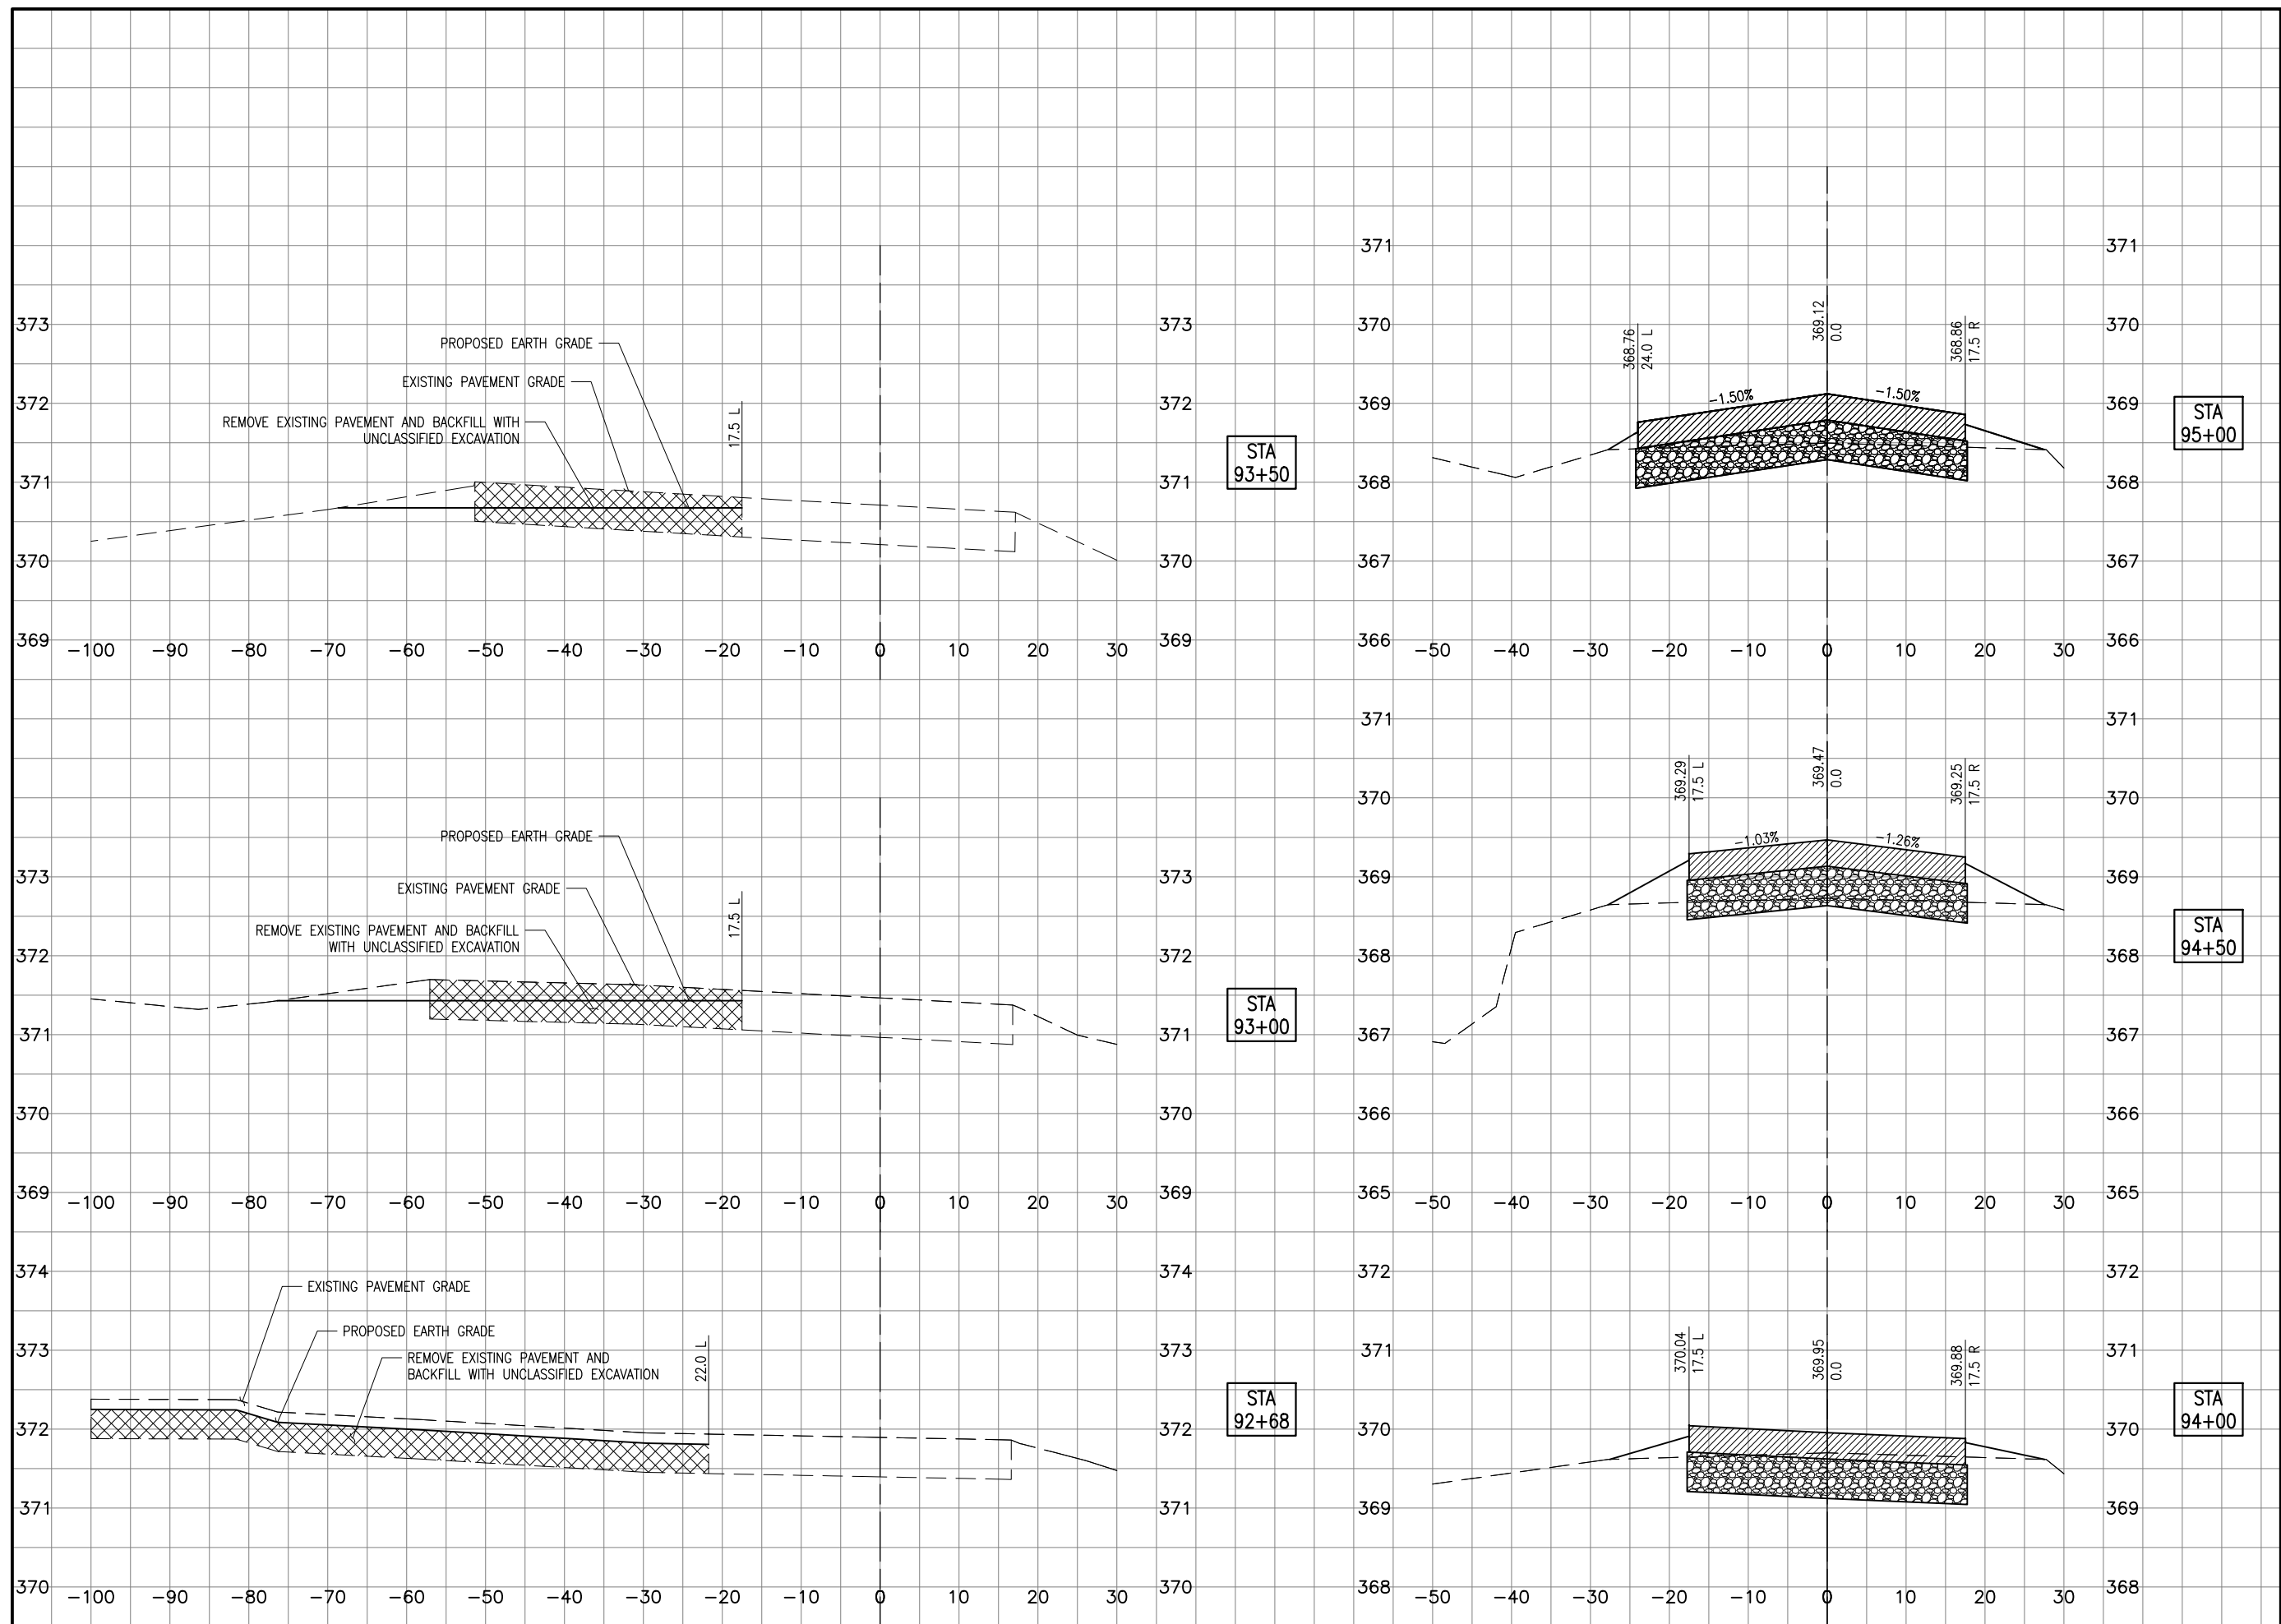 373
373
PROPOSED EARTH GRADE
EXISTING PAVEMENT GRADE
372
372
REMOVE EXISTING PAVEMENT AND BACKFILL WITH
UNCLASSIFIED EXCAVATION
17.5 L
STA
93+50
371
371
370
370
369
369
-100 -90 -80 -70 -60 -50 -40 -30 -20 -10 0 10 20 30
PROPOSED EARTH GRADE
373
373
EXISTING PAVEMENT GRADE
REMOVE EXISTING PAVEMENT AND BACKFILL
WITH UNCLASSIFIED EXCAVATION
17.5 L
372
372
STA
93+00
371
371
370
370
369
369
-100 -90 -80 -70 -60 -50 -40 -30 -20 -10 0 10 20 30
374
374
EXISTING PAVEMENT GRADE
PROPOSED EARTH GRADE
373
373
REMOVE EXISTING PAVEMENT AND
BACKFILL WITH UNCLASSIFIED EXCAVATION
22.0 L
STA
92+68
372
372
371
371
370
370
-100 -90 -80 -70 -60 -50 -40 -30 -20 -10 0 10 20 30
371
371
370
370
368.76
24.0 L
369.12
0.0
368.86
17.5 R
-1.50%
-1.50%
369
369
STA
95+00
368
368
367
367
366
366
-50 -40 -30 -20 -10 0 10 20 30
371
371
369.29
17.5 L
369.47
0.0
369.25
17.5 R
370
370
-1.03%
-1.26%
369
369
STA
94+50
368
368
367
367
366
366
365
365
-50 -40 -30 -20 -10 0 10 20 30
372
372
371
371
370.04
17.5 L
369.95
0.0
369.88
17.5 R
STA
94+00
370
370
369
369
368
368
-50 -40 -30 -20 -10 0 10 20 30